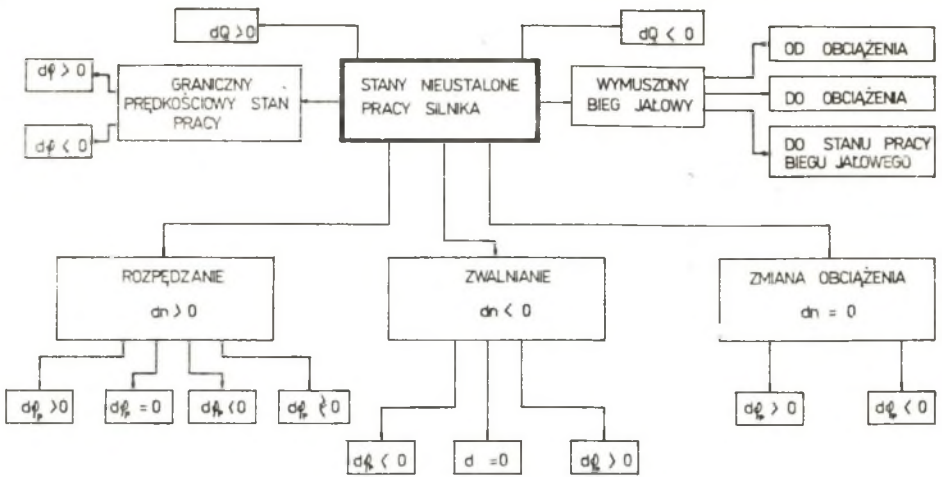 dQ > 0
dQ < 0
OD OBCIĄŻENIA
dφ > 0
GRANICZNY
PRĘDKOŚCIOWY STAN
PRACY
STANY NIEUSTALONE
PRACY SILNIKA
WYMUSZONY
BIEG JAŁOWY
DO OBCIĄŻENIA
dφ < 0
DO STANU PRACY
BIEGU JAŁOWEGO
ROZPĘDZANIE
dn > 0
ZWALNIANIE
dn < 0
ZMIANA OBCIĄŻENIA
dn = 0
dφ > 0
dφ = 0
dφ < 0
dφ 0
dφ > 0
dφ < 0
dφ < 0
d = 0
dφ > 0